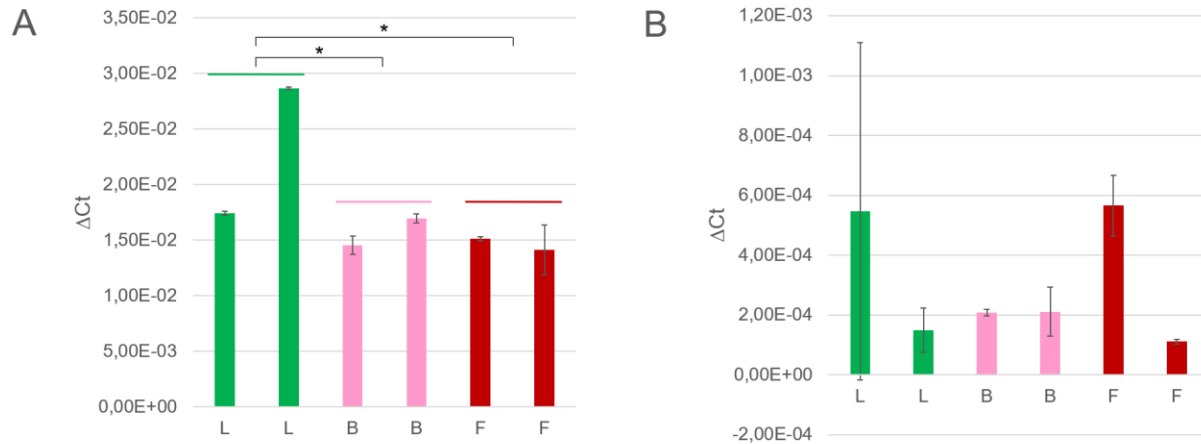 A
3,50E-02
3,00E-02
2,50E-02
2,00E-02
1,50E-02
1,00E-02
5,00E-03
0,00E+00
ΔCt
*
*
L L B B F F
B
1,20E-03
1,00E-03
8,00E-04
6,00E-04
4,00E-04
2,00E-04
0,00E+00
-2,00E-04
ΔCt
L L B B F F